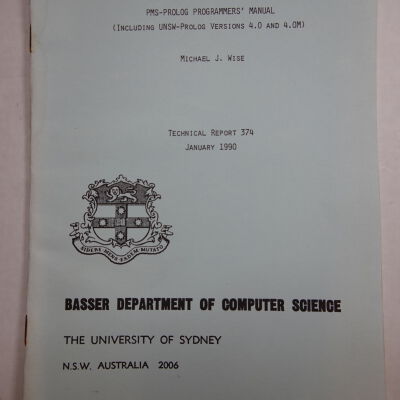 PMS-PROLOG PROGRAMMERS' MANUAL
(INCLUDING UNSW-PROLOG VERSIONS 4.0 AND 4.0M)
MICHAEL J. WISE
TECHNICAL REPORT 374
JANUARY 1990
SIDERE MENS EADEM MUTATO
BASSER DEPARTMENT OF COMPUTER SCIENCE
THE UNIVERSITY OF SYDNEY
N.S.W. AUSTRALIA 2006